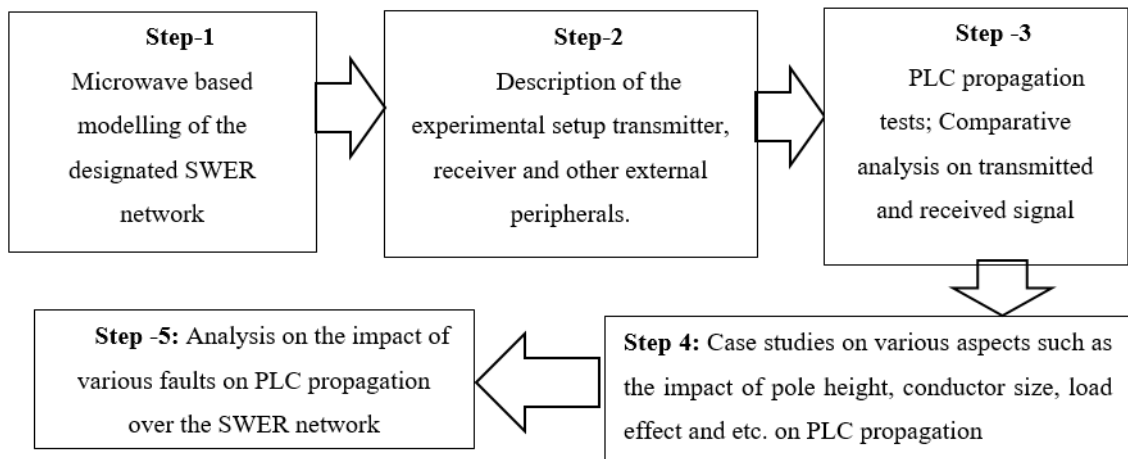 Step-1
Microwave based
modelling of the
designated SWER
network
Step-2
Description of the
experimental setup transmitter,
receiver and other external
peripherals.
Step -3
PLC propagation
tests; Comparative
analysis on transmitted
and received signal
Step 4: Case studies on various aspects such as
the impact of pole height, conductor size, load
effect and etc. on PLC propagation
Step -5: Analysis on the impact of
various faults on PLC propagation
over the SWER network